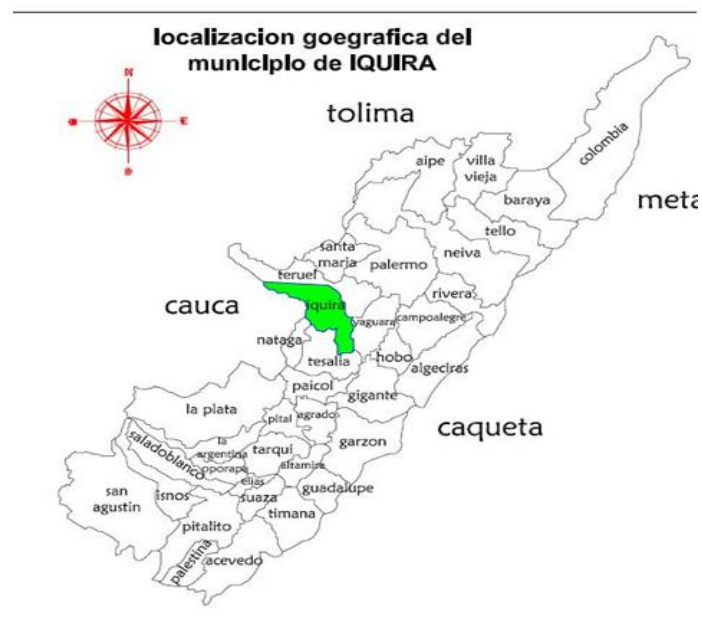 localizacion goegrafica del
municipio de IQUIRA
N
E
tolima
colombia
aipe
villa
vieja
baraya
meta
tello
santa
maria
neiva
palermo
teruel
rivera
cauca
iquira
yaguara
campoalegre
nataga
tesalia
hobo
algeciras
paicol
gigante
la plata
pital
agrado
caqueta
garzon
la
argentina
saladoblanco
tarqui
oporapa
altamira
elias
san
agustin
isnos
suaza
guadalupe
timana
pitalito
palestina
acevedo